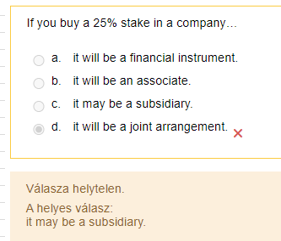 If you buy a 25% stake in a company…
a. it will be a financial instrument.
b. it will be an associate.
c. it may be a subsidiary.
d. it will be a joint arrangement.
Válasza helytelen.
A helyes válasz:
it may be a subsidiary.